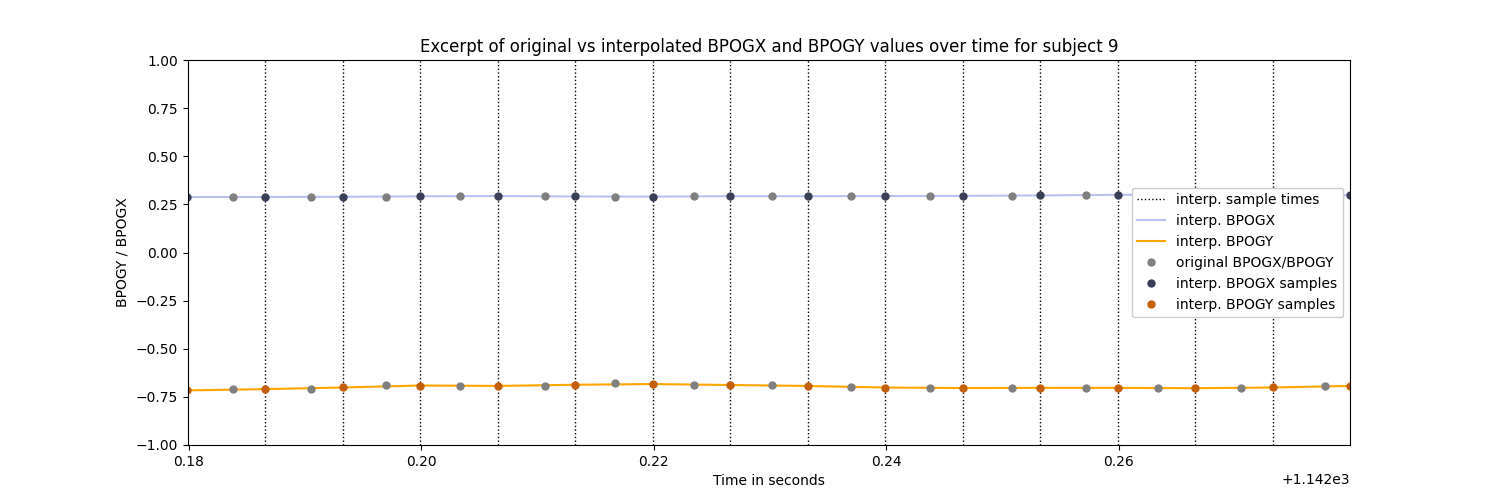 Excerpt of original vs interpolated BPOGX and BPOGY values over time for subject 9
1.00
0.75
0.50
0.25
0.00
−0.25
−0.50
−0.75
−1.00
BPOGY / BPOGX
interp. sample times
interp. BPOGX
interp. BPOGY
original BPOGX/BPOGY
interp. BPOGX samples
interp. BPOGY samples
0.18 0.20 0.22 0.24 0.26
Time in seconds
+1.142e3